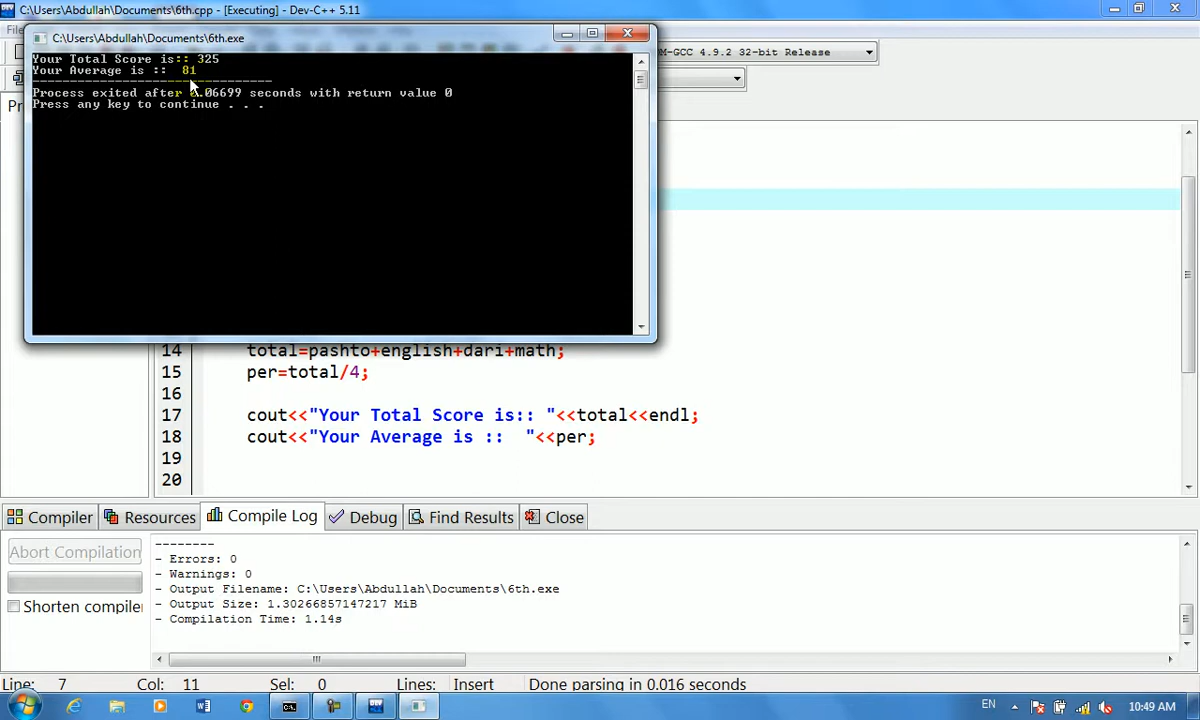 C:\Users\Abdullah\Documents\6th.cpp - [Executing] - Dev-C++ 5.11
C:\Users\Abdullah\Documents\6th.exe
Your Total Score is:: 325
Your Average is ::  81
--------------------------------
Process exited after .06699 seconds with return value 0
Press any key to continue . . .
-GCC 4.9.2 32-bit Release
14 total=pashto+english+dari+math;
15 per=total/4;
16
17 cout<<"Your Total Score is:: "<<total<<endl;
18 cout<<"Your Average is ::  "<<per;
19
20
Compiler Resources Compile Log Debug Find Results Close
Abort Compilation
Shorten compiler
--------
- Errors: 0
- Warnings: 0
- Output Filename: C:\Users\Abdullah\Documents\6th.exe
- Output Size: 1.30266857147217 MiB
- Compilation Time: 1.14s
Line: 7 Col: 11 Sel: 0 Lines: Insert Done parsing in 0.016 seconds
EN 10:49 AM